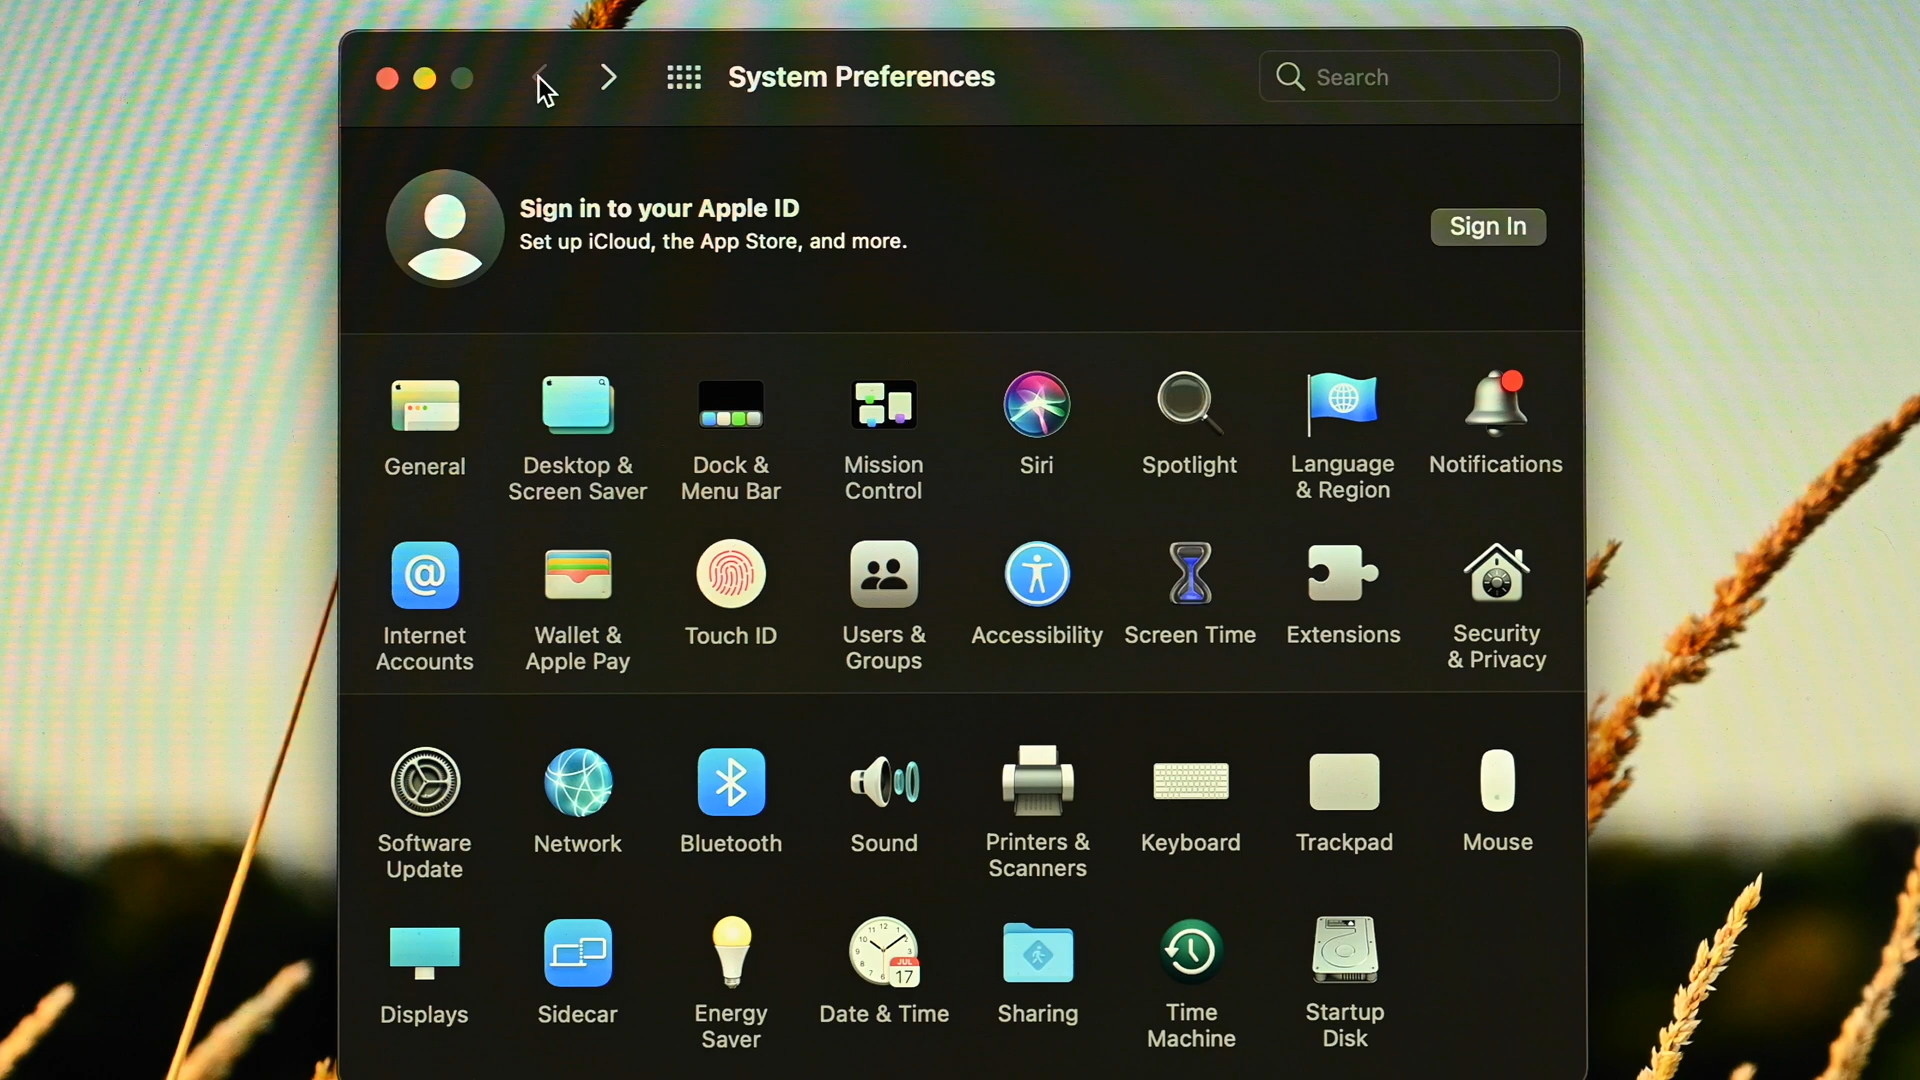 System Preferences
Search
Sign in to your Apple ID
Set up iCloud, the App Store, and more.
Sign In
General
Desktop &
Screen Saver
Dock &
Menu Bar
Mission
Control
Siri
Spotlight
Language
& Region
Notifications
Internet
Accounts
Wallet &
Apple Pay
Touch ID
Users &
Groups
Accessibility
Screen Time
Extensions
Security
& Privacy
Software
Update
Network
Bluetooth
Sound
Printers &
Scanners
Keyboard
Trackpad
Mouse
Displays
Sidecar
Energy
Saver
JUL
17
Date & Time
Sharing
Time
Machine
Startup
Disk